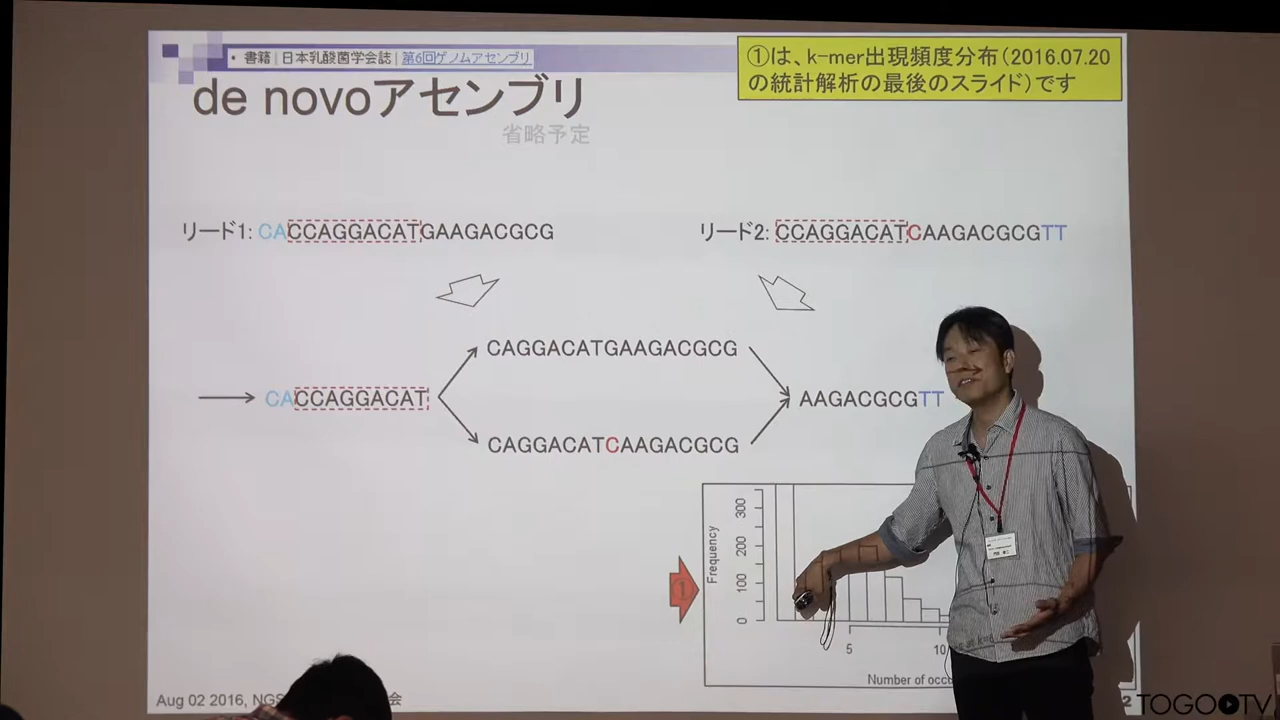 ・書籍 | 日本乳酸菌学会誌 | 第6回ゲノムアセンブリ
①は、k-mer出現頻度分布（2016.07.20
の統計解析の最後のスライド）です
de novoアセンブリ
省略予定
リード1: CACCAGGACATGAAGACGCG
リード2: CCAGGACATCAAGACGCGTT
CAGGACATGAAGACGCG
CACCAGGACAT
AAGACGCGTT
CAGGACATCAAGACGCG
Frequency
300
200
100
0
①
5
10
Number of
Aug 02 2016,
会
2
TOGOTV